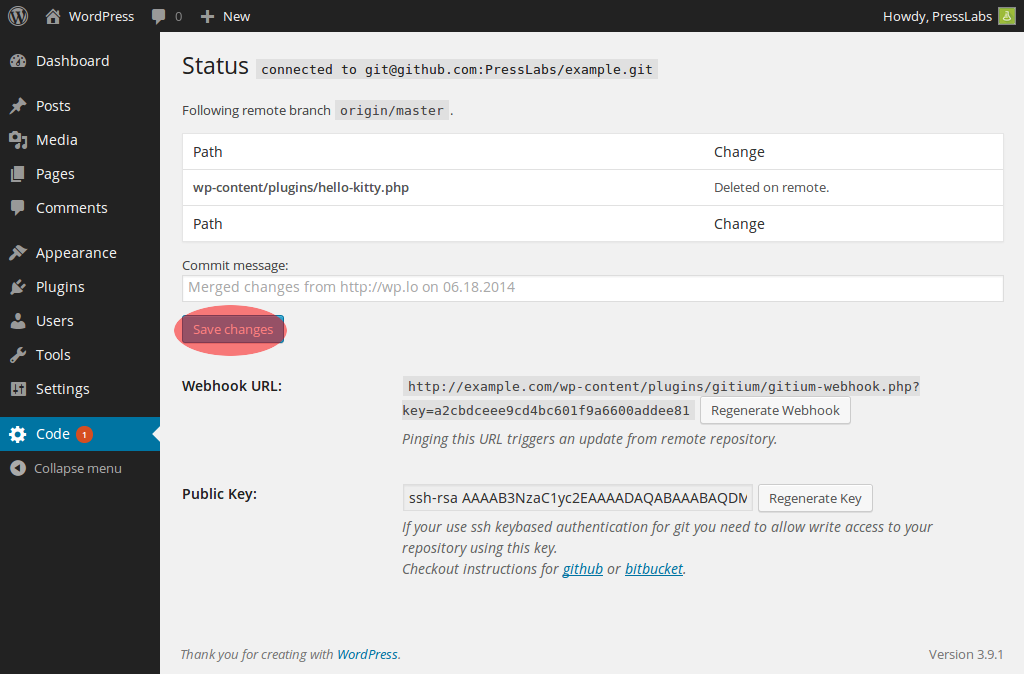 WordPress 0 New Howdy, PressLabs
Dashboard
Posts
Media
Pages
Comments
Appearance
Plugins
Users
Tools
Settings
Code 1
Collapse menu
Status connected to git@github.com:PressLabs/example.git
Following remote branch origin/master .
Path Change
wp-content/plugins/hello-kitty.php Deleted on remote.
Path Change
Commit message:
Merged changes from http://wp.lo on 06.18.2014
Save changes
Webhook URL: http://example.com/wp-content/plugins/gitium/gitium-webhook.php?
key=a2cbdceee9cd4bc601f9a6600addee81 Regenerate Webhook
Pinging this URL triggers an update from remote repository.
Public Key: ssh-rsa AAAAB3NzaC1yc2EAAAADAQABAAABAQDM Regenerate Key
If your use ssh keybased authentication for git you need to allow write access to your
repository using this key.
Checkout instructions for github or bitbucket.
Thank you for creating with WordPress. Version 3.9.1